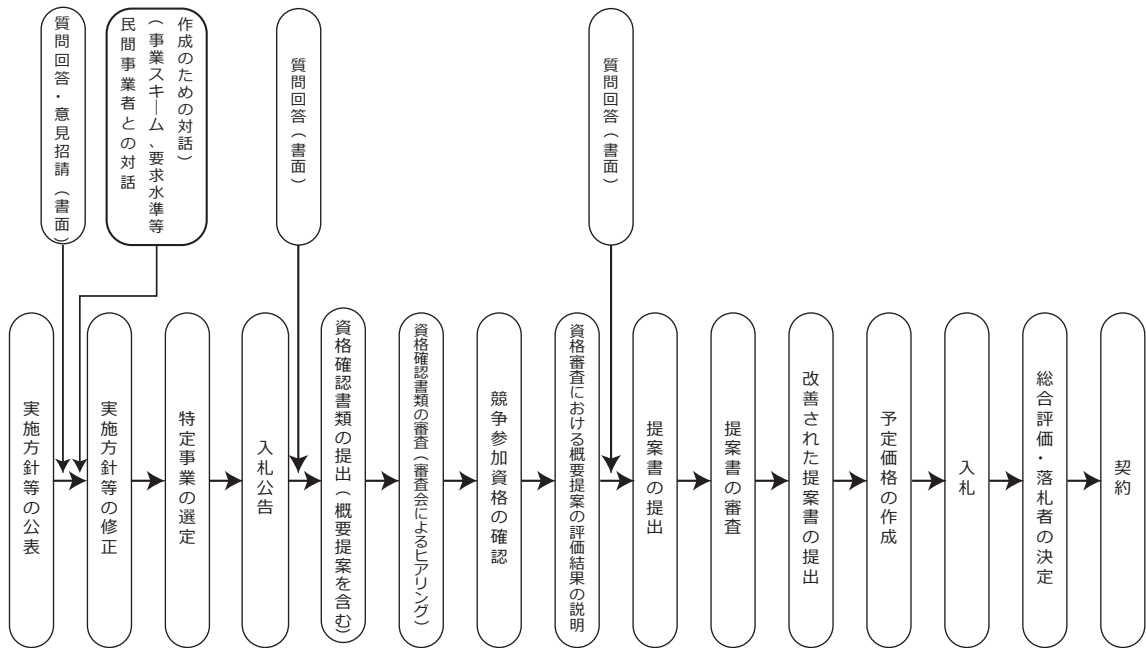 質問回答・意見招請（書面）
民間事業者との対話
（事業スキーム、要求水準等
作成のための対話）
質問回答（書面）
質問回答（書面）
実施方針等の公表
実施方針等の修正
特定事業の選定
入札公告
資格確認書類の提出（概要提案を含む）
資格確認書類の審査（審査会によるヒアリング）
競争参加資格の確認
資格審査における概要提案の評価結果の説明
提案書の提出
提案書の審査
改善された提案書の提出
予定価格の作成
入札
総合評価・落札者の決定
契約